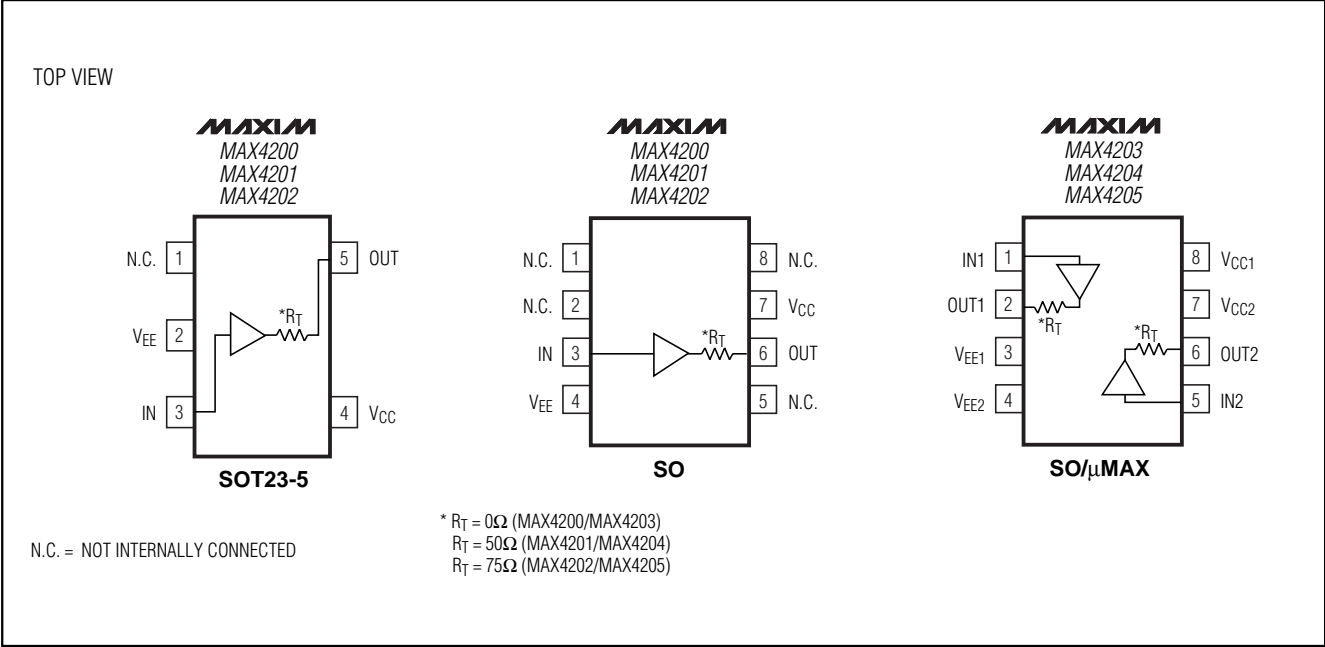 TOP VIEW
MAXIM
MAX4200
MAX4201
MAX4202
N.C. 1
VEE 2
IN 3
5 OUT
4 VCC
*RT
SOT23-5
MAXIM
MAX4200
MAX4201
MAX4202
N.C. 1
N.C. 2
IN 3
VEE 4
8 N.C.
7 VCC
6 OUT
5 N.C.
*RT
SO
MAXIM
MAX4203
MAX4204
MAX4205
IN1 1
OUT1 2
VEE1 3
VEE2 4
8 VCC1
7 VCC2
6 OUT2
5 IN2
*RT
*RT
SO/μMAX
N.C. = NOT INTERNALLY CONNECTED
* RT = 0Ω (MAX4200/MAX4203)
RT = 50Ω (MAX4201/MAX4204)
RT = 75Ω (MAX4202/MAX4205)